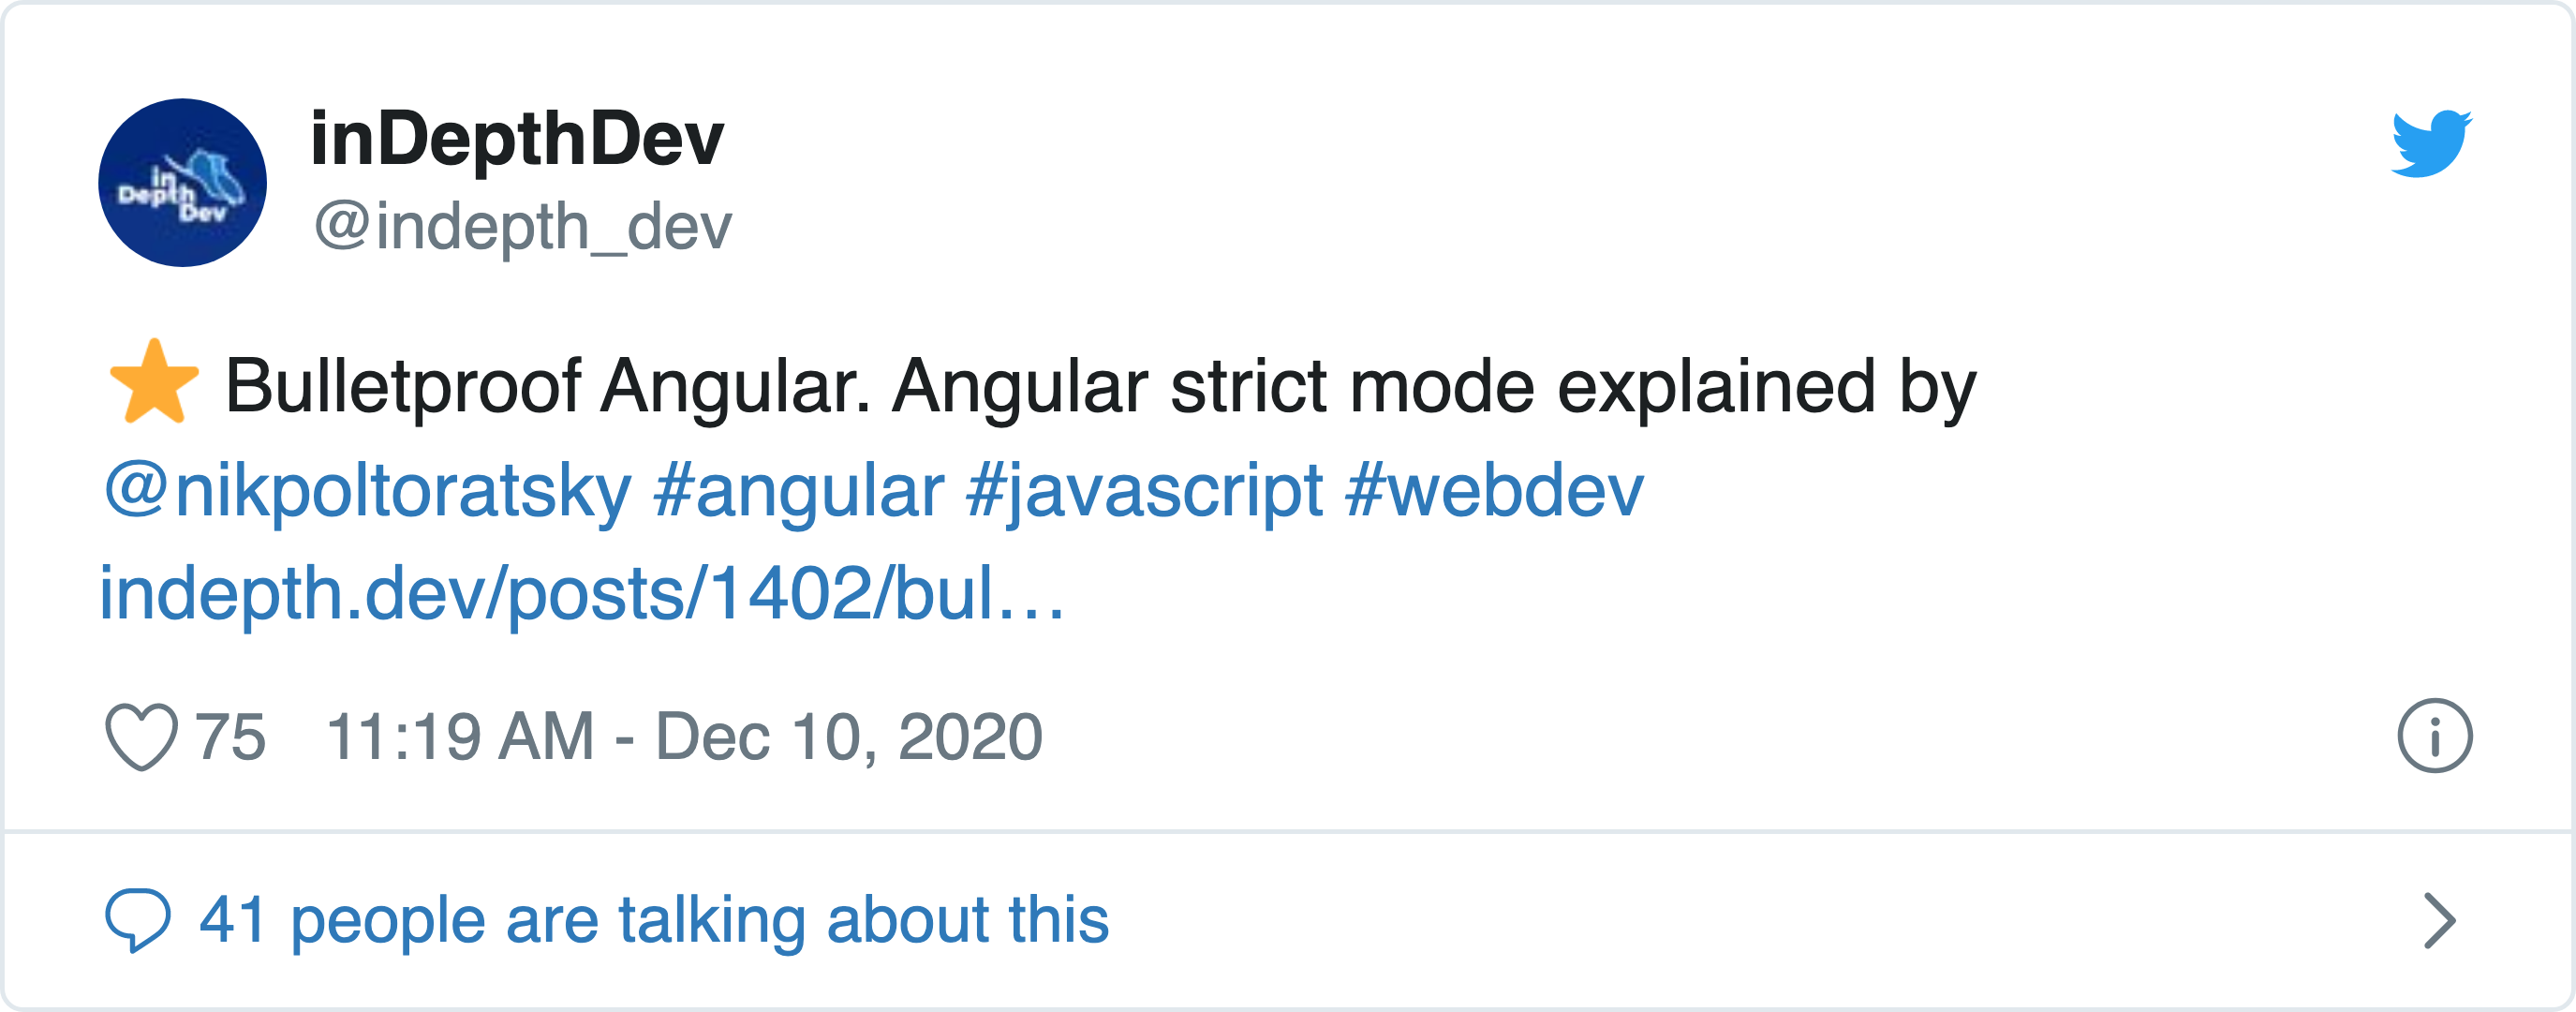 inDepthDev
@indepth_dev
in
Depth
Dev
⭐ Bulletproof Angular. Angular strict mode explained by
@nikpoltoratsky #angular #javascript #webdev
indepth.dev/posts/1402/bul…
75 11:19 AM - Dec 10, 2020
41 people are talking about this